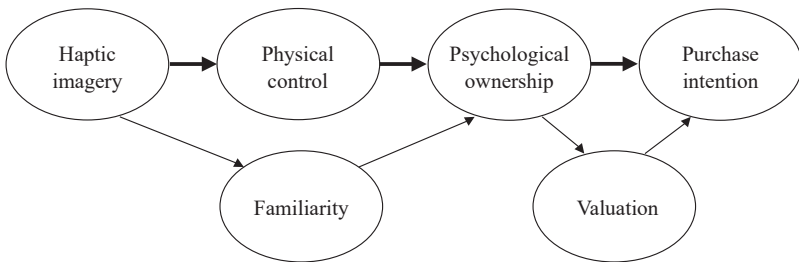 Haptic
imagery
Physical
control
Psychological
ownership
Purchase
intention
Familiarity
Valuation